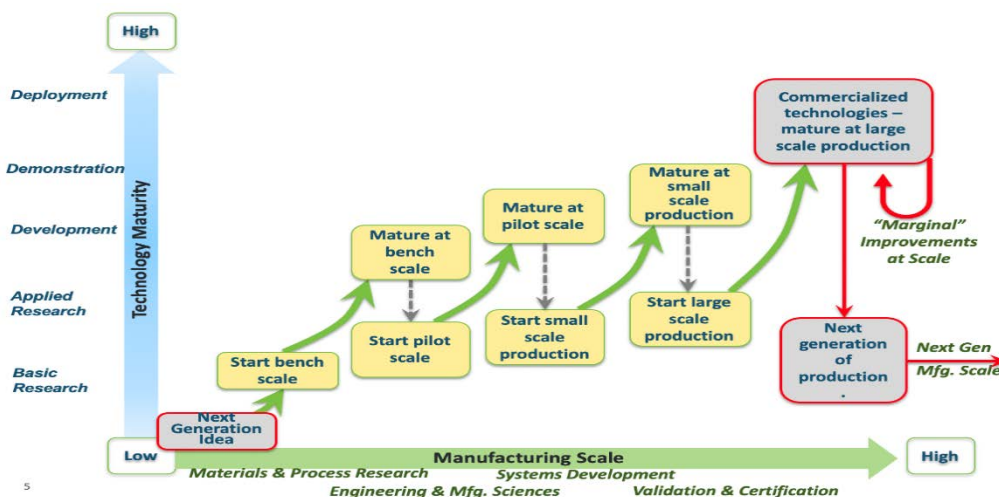 High
Deployment
Demonstration
Development
Applied
Research
Basic
Research
Technology Maturity
Low
Next
Generation
Idea
Start bench
scale
Mature at
bench
scale
Start pilot
scale
Mature at
pilot scale
Start small
scale
production
Mature at
small
scale
production
Start large
scale
production
Commercialized
technologies –
mature at large
scale production
“Marginal”
Improvements
at Scale
Next
generation
of
production
.
Next Gen
Mfg. Scale
Manufacturing Scale
High
Materials & Process Research
Systems Development
Engineering & Mfg. Sciences
Validation & Certification
5